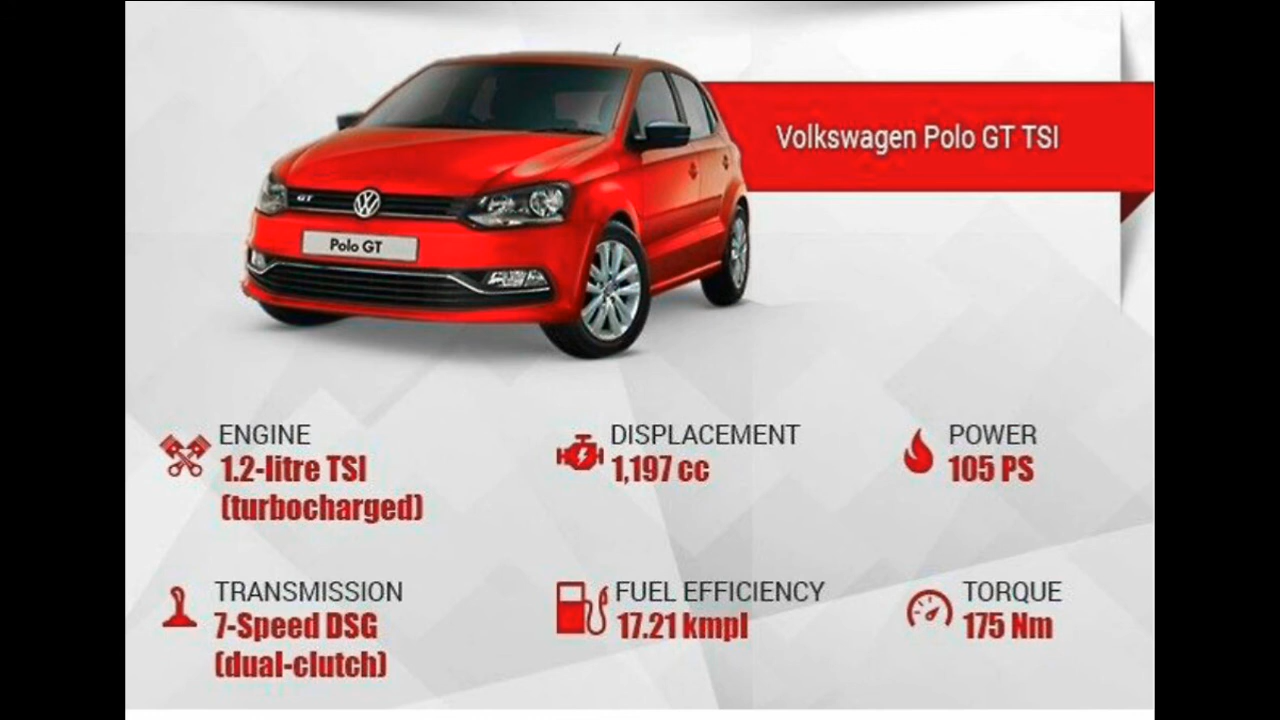 Volkswagen Polo GT TSI
GT
Polo GT
ENGINE
1.2-litre TSI
(turbocharged)
DISPLACEMENT
1,197 cc
POWER
105 PS
TRANSMISSION
7-Speed DSG
(dual-clutch)
FUEL EFFICIENCY
17.21 kmpl
TORQUE
175 Nm